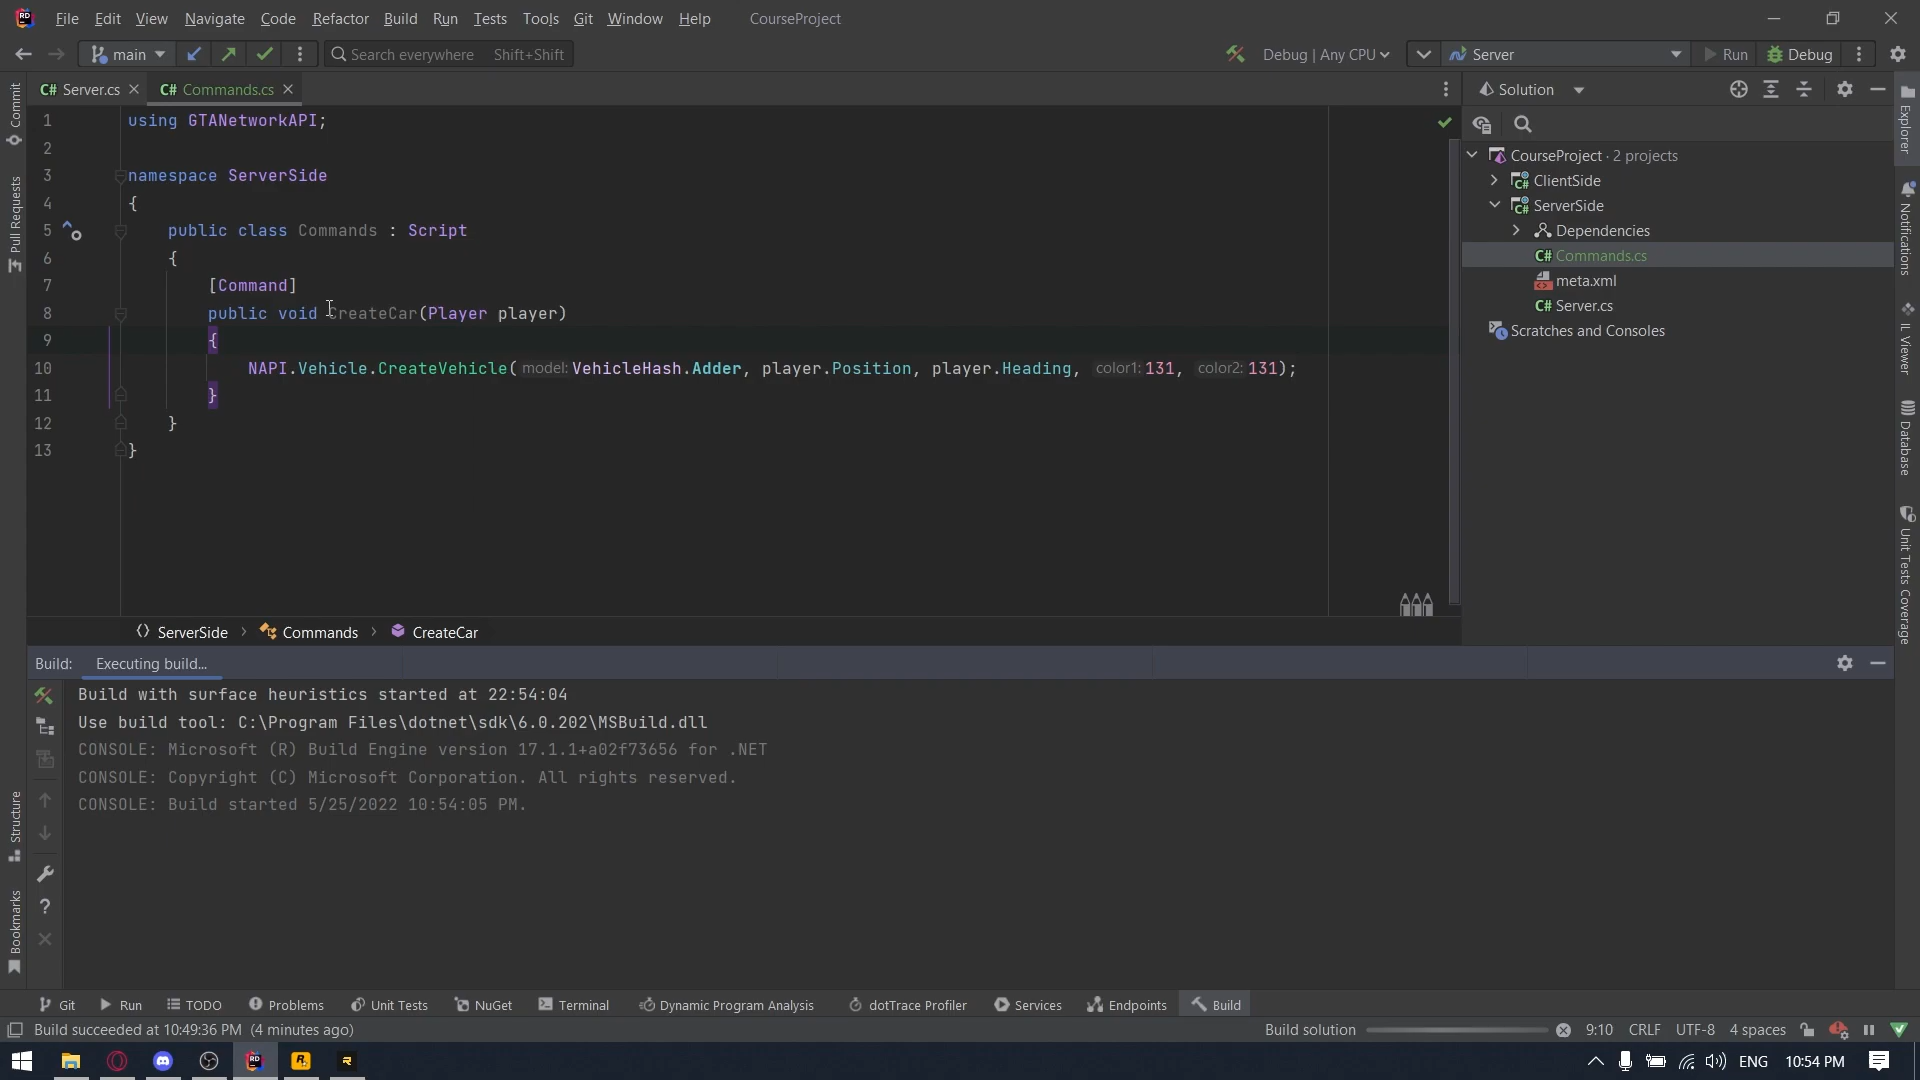 File Edit View Navigate Code Refactor Build Run Tests Tools Git Window Help CourseProject
main Search everywhere Shift+Shift Debug | Any CPU Server Run Debug
C# Server.cs C# Commands.cs Solution
1 using GTANetworkAPI;
2
3 namespace ServerSide
4 {
5 public class Commands : Script
6 {
7 [Command]
8 public void CreateCar(Player player)
9 {
10 NAPI.Vehicle.CreateVehicle( model: VehicleHash.Adder, player.Position, player.Heading, color1: 131, color2: 131);
11 }
12 }
13 }
ServerSide > Commands > CreateCar
CourseProject · 2 projects
C# ClientSide
C# ServerSide
Dependencies
C# Commands.cs
meta.xml
C# Server.cs
Scratches and Consoles
Commit
Pull Requests
Structure
Bookmarks
Explorer
Notifications
IL Viewer
Database
Unit Tests Coverage
Build: Executing build...
Build with surface heuristics started at 22:54:04
Use build tool: C:\Program Files\dotnet\sdk\6.0.202\MSBuild.dll
CONSOLE: Microsoft (R) Build Engine version 17.1.1+a02f73656 for .NET
CONSOLE: Copyright (C) Microsoft Corporation. All rights reserved.
CONSOLE: Build started 5/25/2022 10:54:05 PM.
Git Run TODO Problems Unit Tests NuGet Terminal Dynamic Program Analysis dotTrace Profiler Services Endpoints Build
Build succeeded at 10:49:36 PM (4 minutes ago) Build solution 9:10 CRLF UTF-8 4 spaces
ENG 10:54 PM